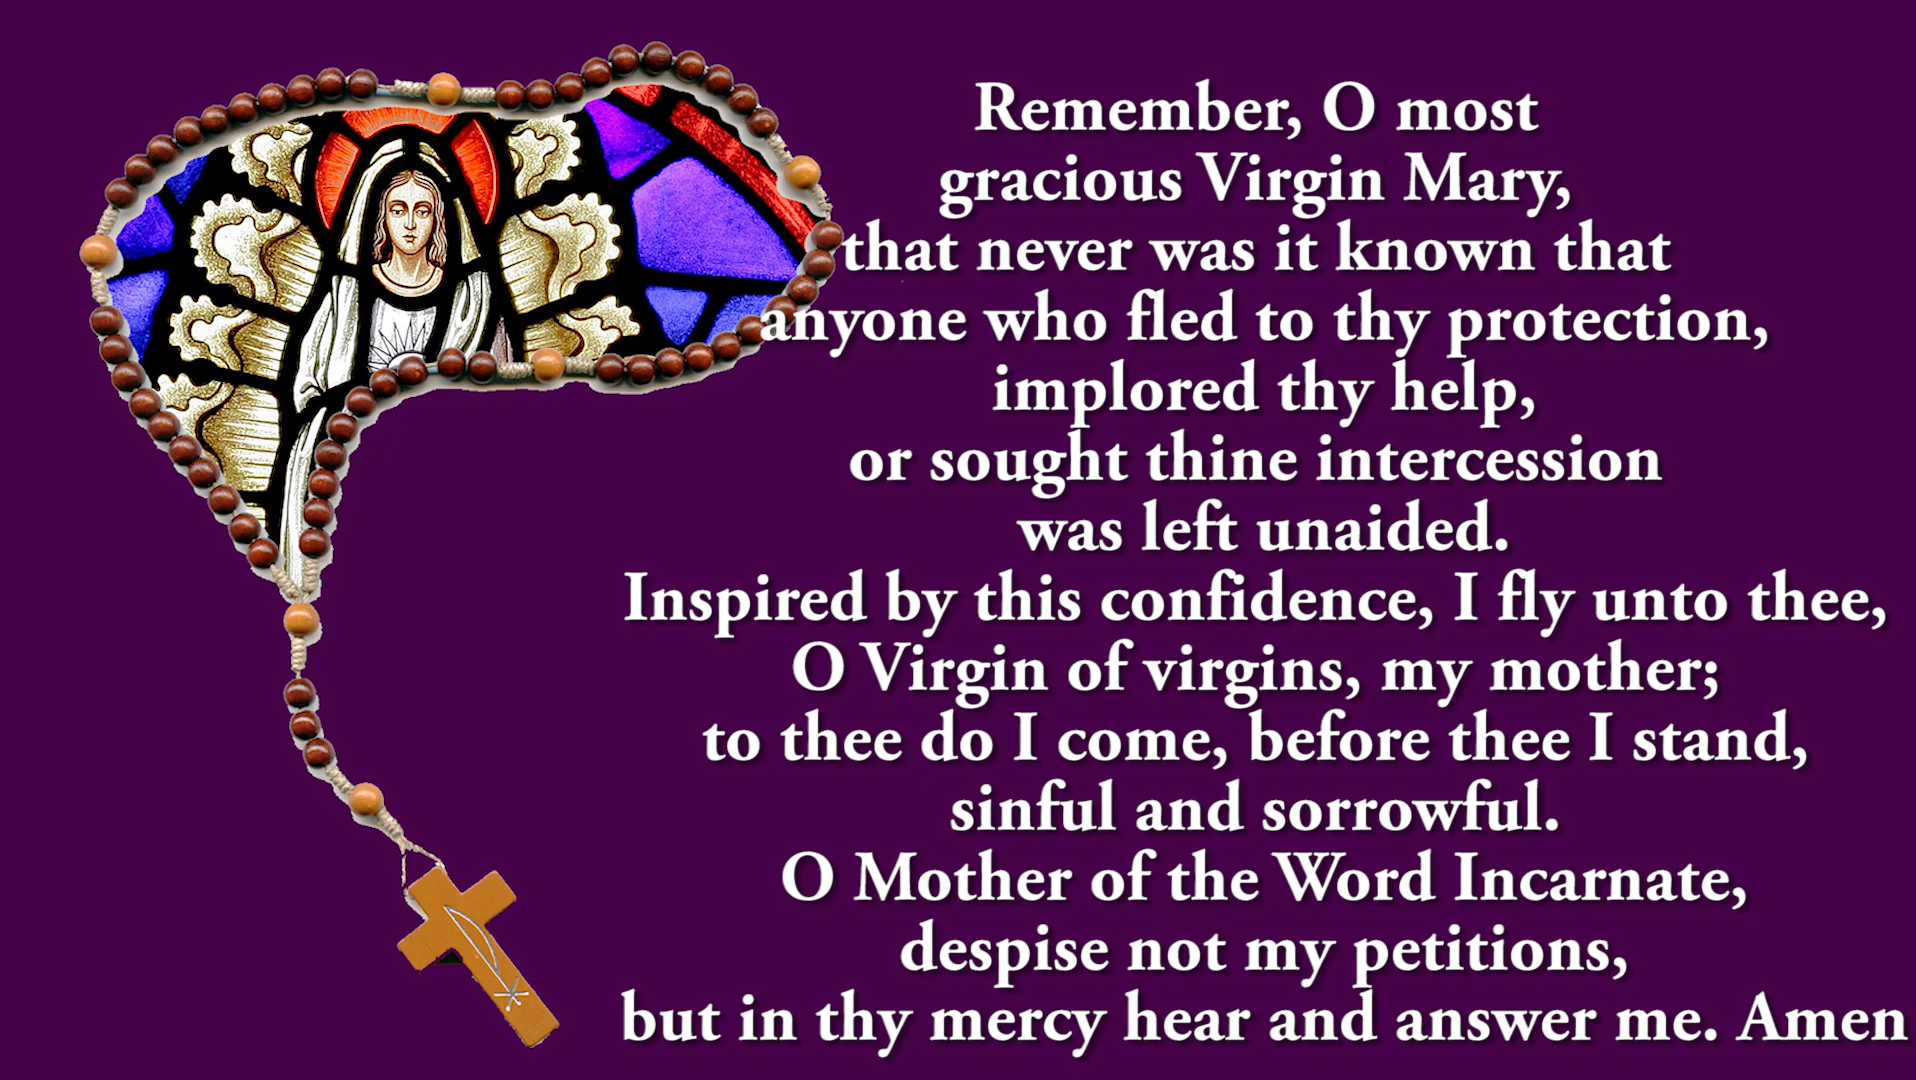 Remember, O most
gracious Virgin Mary,
that never was it known that
anyone who fled to thy protection,
implored thy help,
or sought thine intercession
was left unaided.
Inspired by this confidence, I fly unto thee,
O Virgin of virgins, my mother;
to thee do I come, before thee I stand,
sinful and sorrowful.
O Mother of the Word Incarnate,
despise not my petitions,
but in thy mercy hear and answer me. Amen